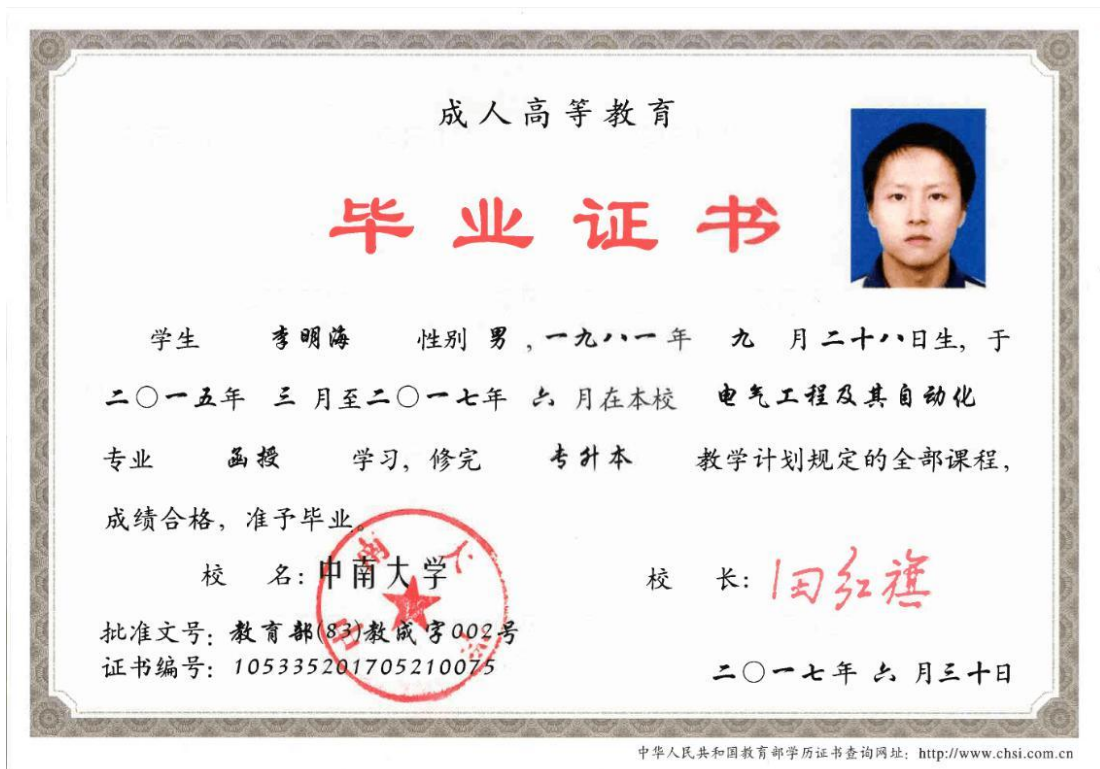 成人高等教育
毕业证书
学生 李明海 性别 男 ,一九八一年 九 月二十八日生, 于
二〇一五年 三 月至二〇一七年 六 月在本校 电气工程及其自动化
专业 函授 学习, 修完 专升本 教学计划规定的全部课程,
成绩合格, 准予毕业。
校 名: 中南大学 校 长: 田红旗
中南大学
批准文号: 教育部(83)教成字002号
证书编号: 105335201705210075 二〇一七年 六 月三十日
中华人民共和国教育部学历证书查询网址: http://www.chsi.com.cn